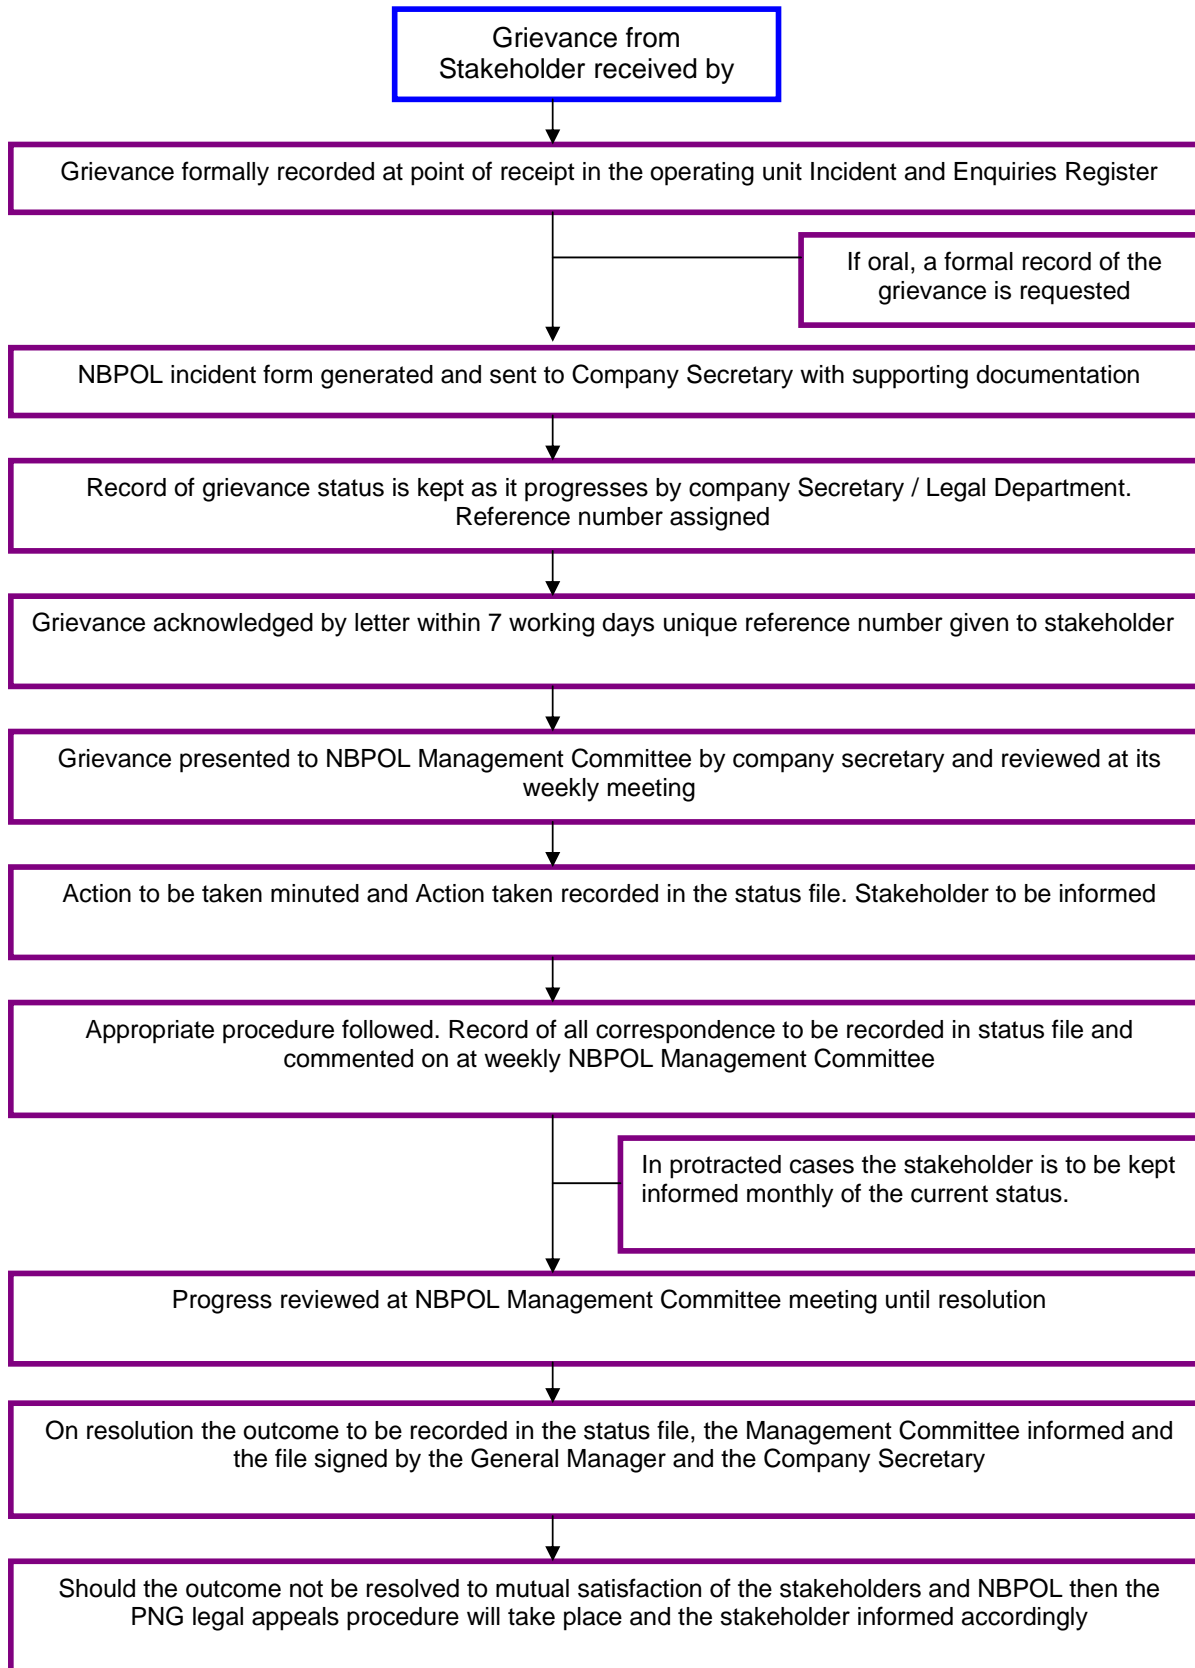 Grievance from
Stakeholder received by
Grievance formally recorded at point of receipt in the operating unit Incident and Enquiries Register
If oral, a formal record of the
grievance is requested
NBPOL incident form generated and sent to Company Secretary with supporting documentation
Record of grievance status is kept as it progresses by company Secretary / Legal Department.
Reference number assigned
Grievance acknowledged by letter within 7 working days unique reference number given to stakeholder
Grievance presented to NBPOL Management Committee by company secretary and reviewed at its
weekly meeting
Action to be taken minuted and Action taken recorded in the status file. Stakeholder to be informed
Appropriate procedure followed. Record of all correspondence to be recorded in status file and
commented on at weekly NBPOL Management Committee
In protracted cases the stakeholder is to be kept
informed monthly of the current status.
Progress reviewed at NBPOL Management Committee meeting until resolution
On resolution the outcome to be recorded in the status file, the Management Committee informed and
the file signed by the General Manager and the Company Secretary
Should the outcome not be resolved to mutual satisfaction of the stakeholders and NBPOL then the
PNG legal appeals procedure will take place and the stakeholder informed accordingly